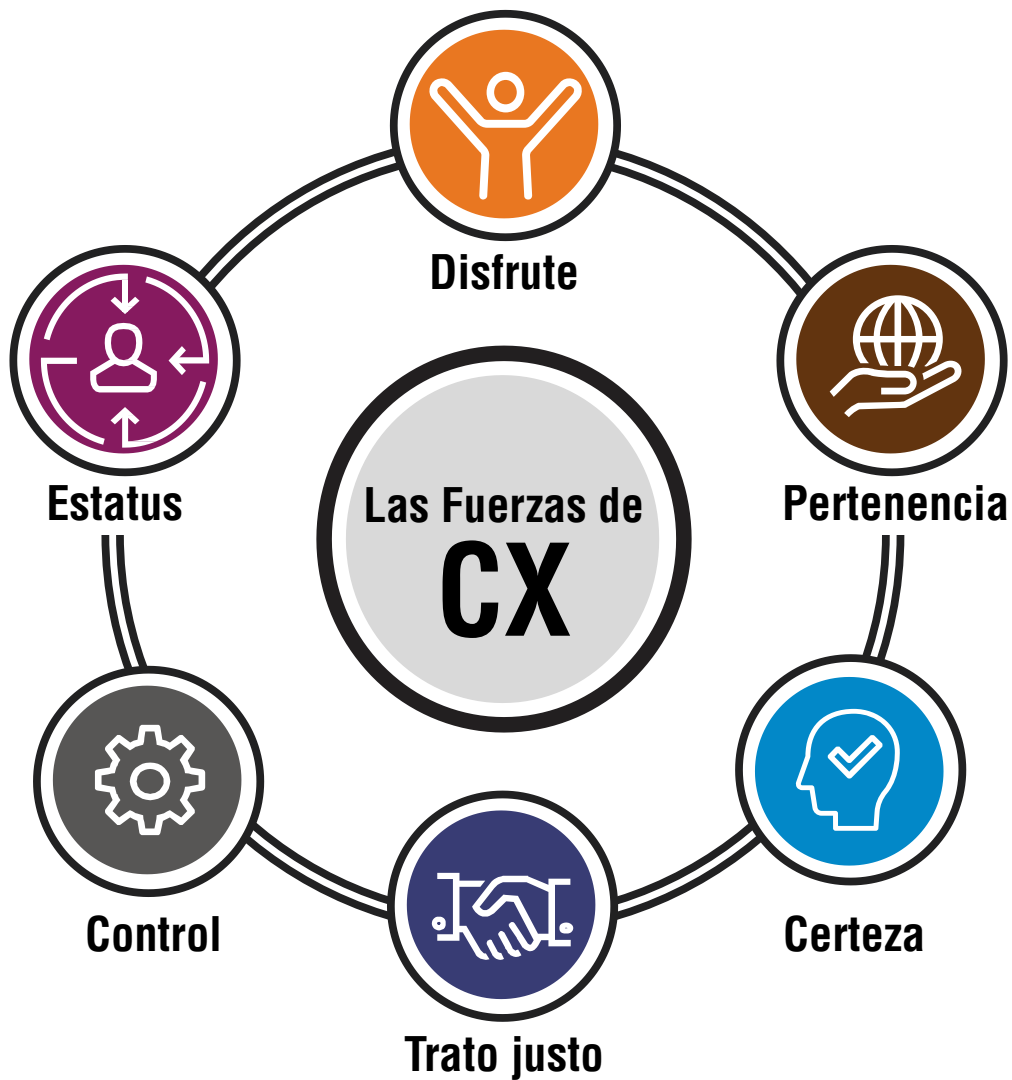 Disfrute
Estatus
Pertenencia
Las Fuerzas de
CX
Control
Certeza
Trato justo